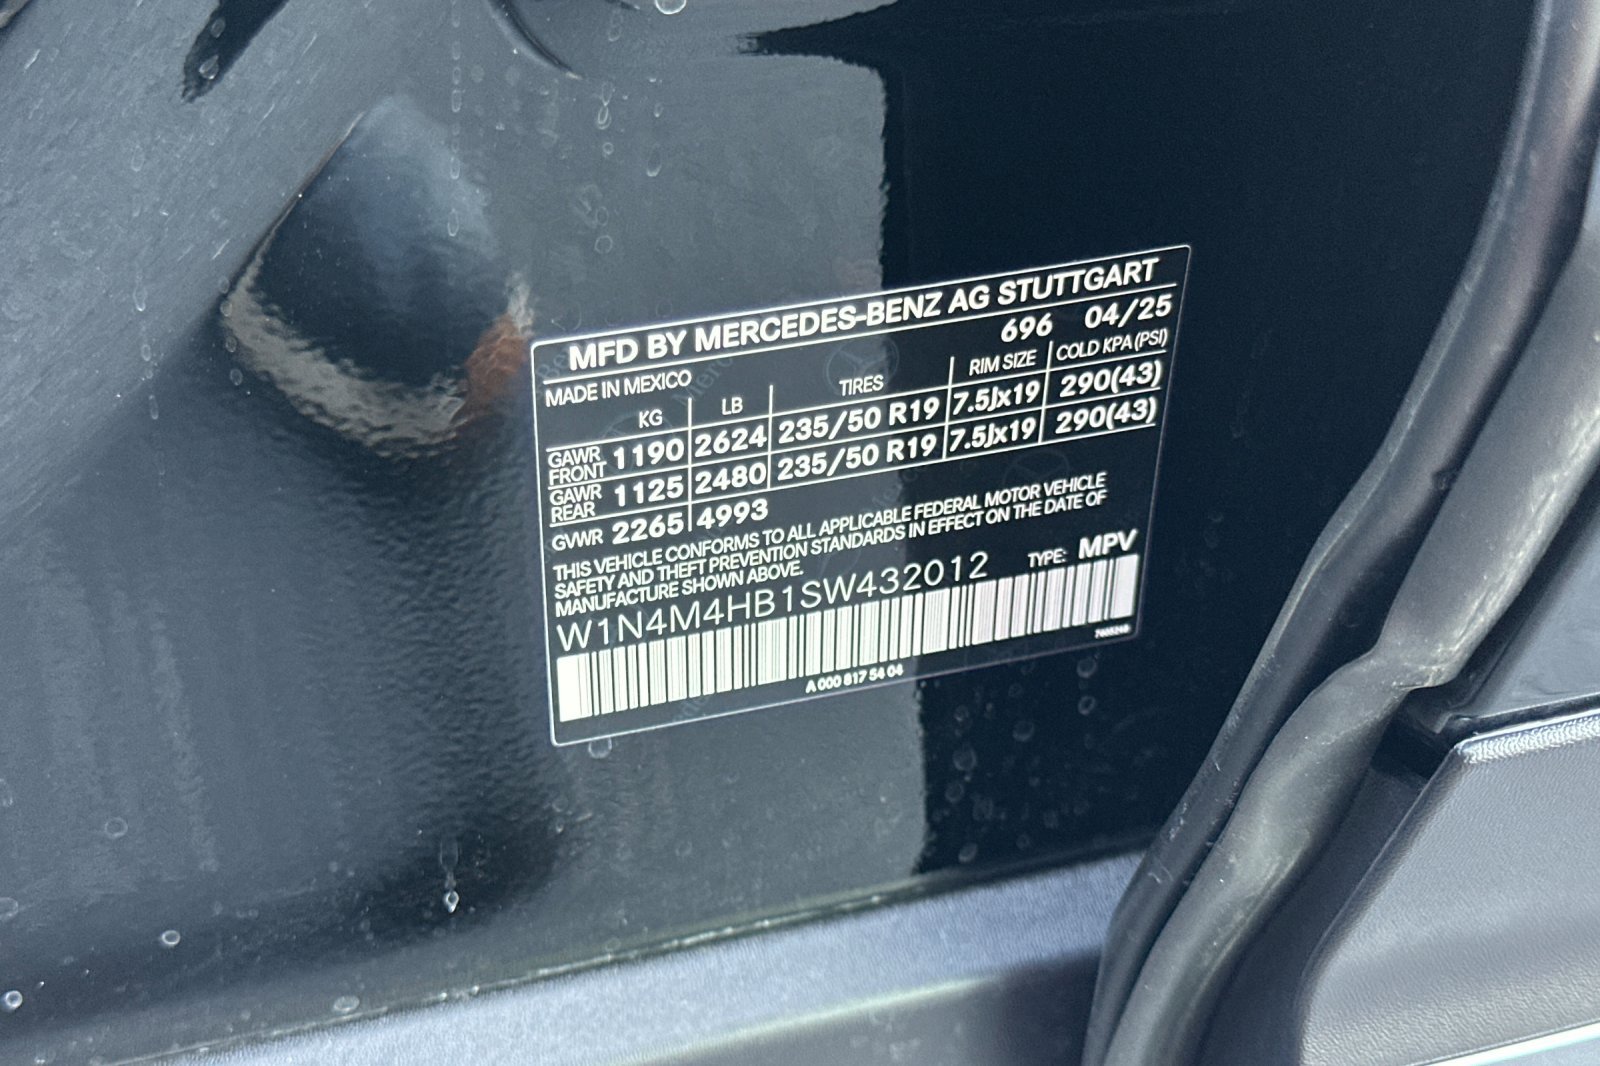 MFD BY MERCEDES-BENZ AG STUTTGART
696 04/25
MADE IN MEXICO
KG LB TIRES RIM SIZE COLD KPA (PSI)
GAWR FRONT 1190 2624 235/50 R19 7.5Jx19 290(43)
GAWR REAR 1125 2480 235/50 R19 7.5Jx19 290(43)
GVWR 2265 4993
THIS VEHICLE CONFORMS TO ALL APPLICABLE FEDERAL MOTOR VEHICLE
SAFETY AND THEFT PREVENTION STANDARDS IN EFFECT ON THE DATE OF
MANUFACTURE SHOWN ABOVE.
W1N4M4HB1SW432012 TYPE: MPV
A 000 817 54 04